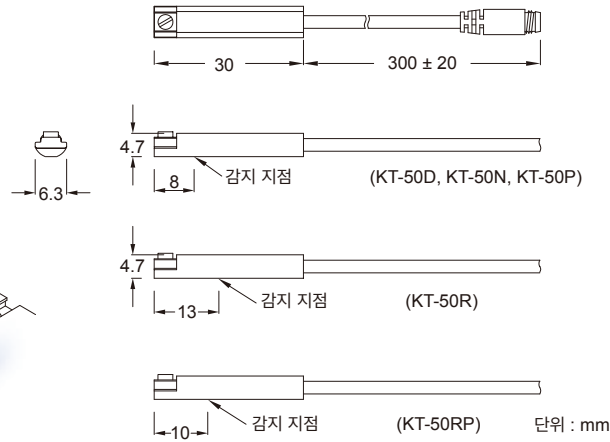 30
300 ± 20
4.7
6.3
8
감지 지점
(KT-50D, KT-50N, KT-50P)
4.7
13
감지 지점
(KT-50R)
10
감지 지점
(KT-50RP)
단위 : mm